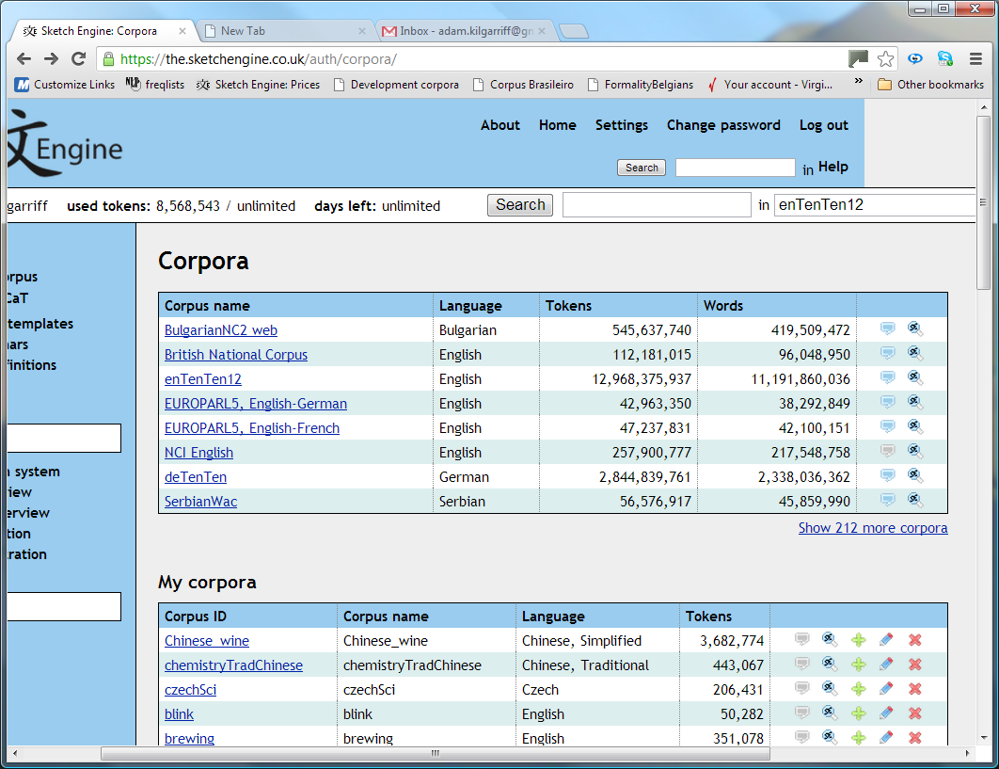 Sketch Engine: Corpora
New Tab
Inbox - adam.kilgarriff@gn
https://the.sketchengine.co.uk/auth/corpora/
Customize Links
freqlists
Sketch Engine: Prices
Development corpora
Corpus Brasileiro
FormalityBelgians
Your account - Virgi...
»
Other bookmarks
文 Engine
About Home Settings Change password Log out
Search in Help
garriff used tokens: 8,568,543 / unlimited days left: unlimited Search in enTenTen12
orpus
CaT
templates
nars
finitions
n system
iew
erview
tion
tration
Corpora
Corpus name Language Tokens Words
BulgarianNC2 web Bulgarian 545,637,740 419,509,472
British National Corpus English 112,181,015 96,048,950
enTenTen12 English 12,968,375,937 11,191,860,036
EUROPARL5, English-German English 42,963,350 38,292,849
EUROPARL5, English-French English 47,237,831 42,100,151
NCI English English 257,900,777 217,548,758
deTenTen German 2,844,839,761 2,338,036,362
SerbianWac Serbian 56,576,917 45,859,990
Show 212 more corpora
My corpora
Corpus ID Corpus name Language Tokens
Chinese_wine Chinese_wine Chinese, Simplified 3,682,774
chemistryTradChinese chemistryTradChinese Chinese, Traditional 443,067
czechSci czechSci Czech 206,431
blink blink English 50,282
brewing brewing English 351,078